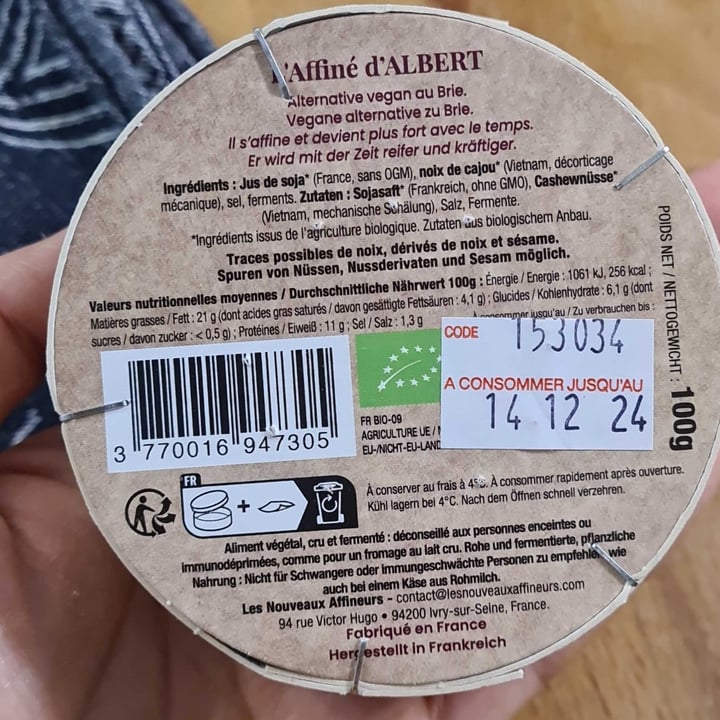 L'Affiné d'ALBERT
Alternative vegan au Brie.
Vegane alternative zu Brie.
Il s'affine et devient plus fort avec le temps.
Er wird mit der Zeit reifer und kräftiger.
Ingrédients : Jus de soja* (France, sans OGM), noix de cajou* (Vietnam, décorticage
mécanique), sel, ferments. Zutaten : Sojasaft* (Frankreich, ohne GMO), Cashewnüsse*
(Vietnam, mechanische Schälung), Salz, Fermente.
*Ingrédients issus de l'agriculture biologique. Zutaten aus biologischem Anbau.
Traces possibles de noix, dérivés de noix et sésame.
Spuren von Nüssen, Nussderivaten und Sesam möglich.
Valeurs nutritionnelles moyennes / Durchschnittliche Nährwert 100g : Énergie / Energie : 1061 kJ, 256 kcal ;
Matières grasses / Fett : 21 g (dont acides gras saturés / davon gesättigte Fettsäuren : 4,1 g) ; Glucides / Kohlenhydrate : 6,1 g (dont
sucres / davon zucker : < 0,5 g) ; Protéines / Eiweiß : 11 g ; Sel / Salz : 1,3 g
À consommer jusqu'au / Zu verbrauchen bis :
POIDS NET / NETTOGEWICHT : 100g
CODE 153034
A CONSOMMER JUSQU'AU
14 12 24
3 770016 947305
FR BIO-09
AGRICULTURE UE /
EU-/NICHT-EU-LAND
FR
À conserver au frais à 4°C. À consommer rapidement après ouverture.
Kühl lagern bei 4°C. Nach dem Öffnen schnell verzehren.
Aliment végétal, cru et fermenté : déconseillé aux personnes enceintes ou
immunodéprimées, comme pour un fromage au lait cru. Rohe und fermentierte, pflanzliche
Nahrung : Nicht für Schwangere oder immungeschwächte Personen zu empfehlen, wie
auch bei einem Käse aus Rohmilch.
Les Nouveaux Affineurs - contact@lesnouveauxaffineurs.com
94 rue Victor Hugo • 94200 Ivry-sur-Seine, France.
Fabriqué en France
Hergestellt in Frankreich